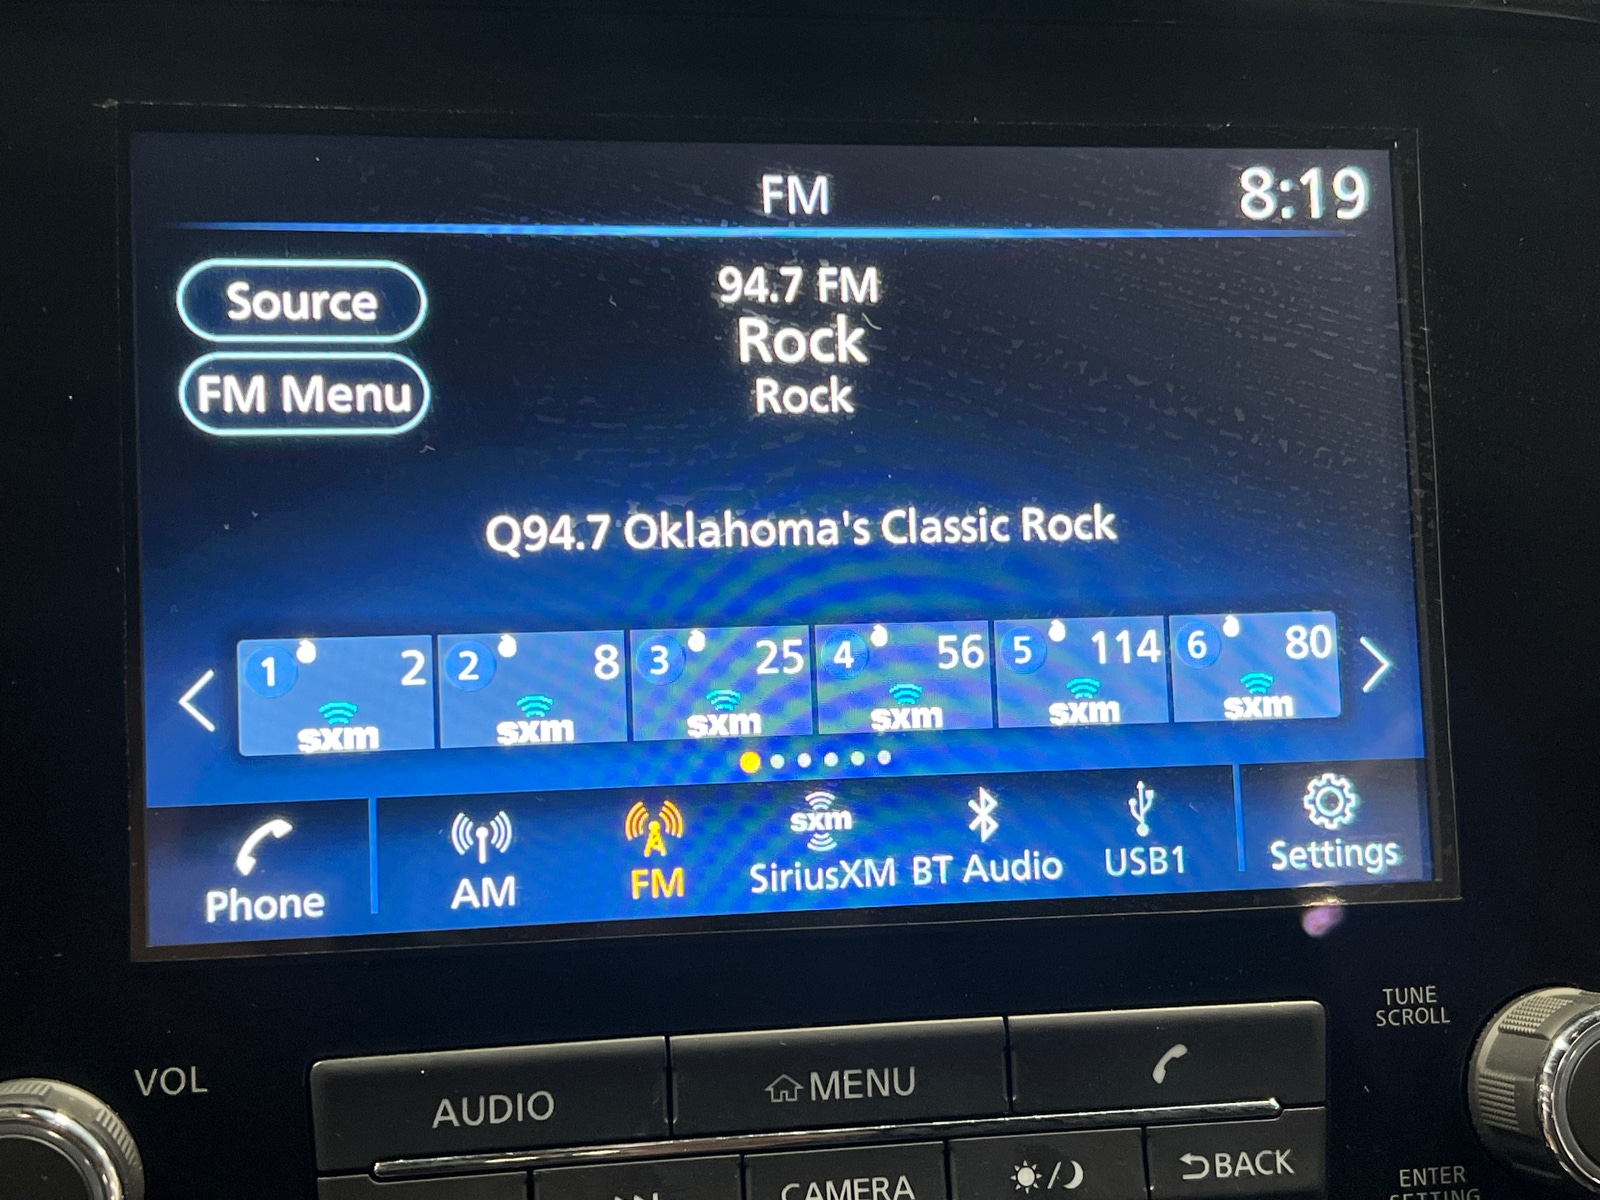 FM
8:19
Source
94.7 FM
Rock
FM Menu
Rock
Q94.7 Oklahoma's Classic Rock
1 2
sxm
2 8
sxm
3 25
sxm
4 56
sxm
5 114
sxm
6 80
sxm
Phone
AM
FM
sxm
SiriusXM
BT Audio
USB1
Settings
TUNE
SCROLL
VOL
AUDIO
MENU
CAMERA
BACK
ENTER
SETTING